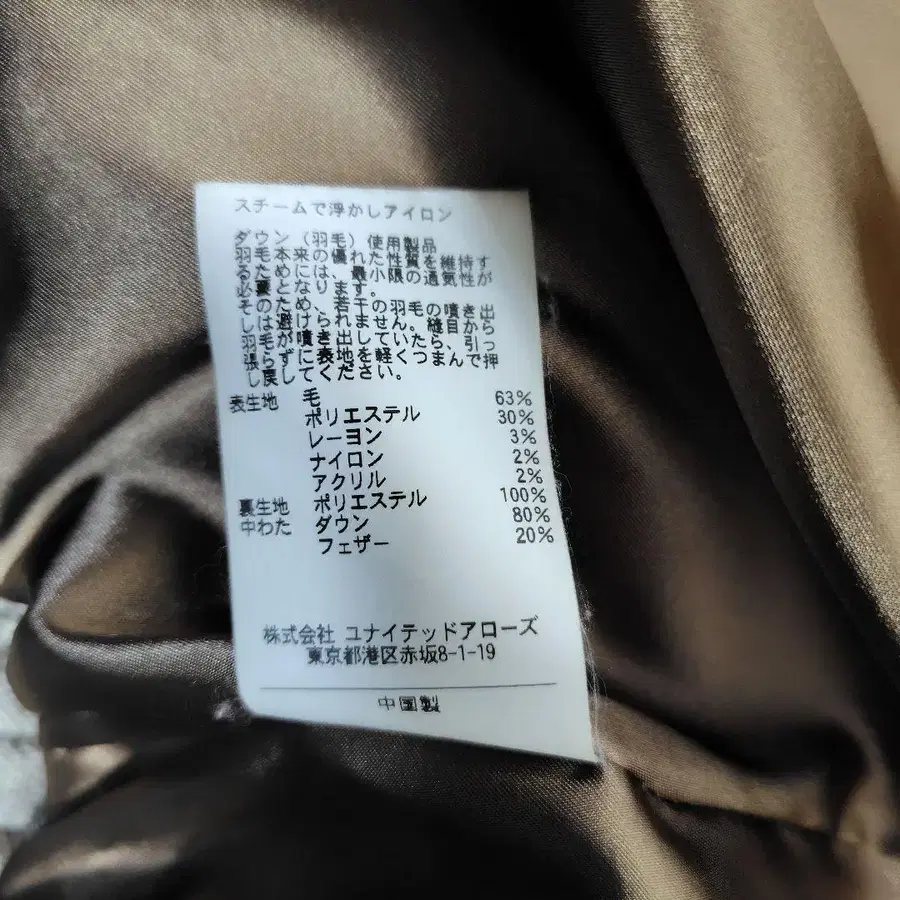 スチームで浮かしアイロン
ダウン（羽毛）使用製品
羽毛本来の優れた性質を維持す
るためには、最小限の通気性が
必要となります。
そのため、若干の羽毛の噴き出
しは避けられません。縫目から
羽毛が噴き出していたら、引っ
張らずに表地を軽くつまんで押
し戻してください。
表生地 毛 63%
ポリエステル 30%
レーヨン 3%
ナイロン 2%
アクリル 2%
裏生地 ポリエステル 100%
中わた ダウン 80%
フェザー 20%
株式会社 ユナイテッドアローズ
東京都港区赤坂8-1-19
中国製